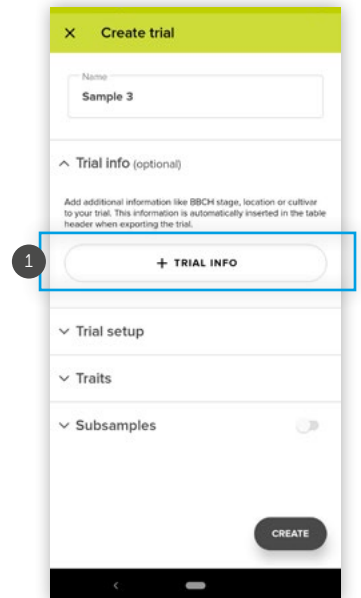 Create trial
Name
Sample 3
Trial info (optional)
Add additional information like BBCH stage, location or cultivar
to your trial. This information is automatically inserted in the table
header when exporting the trial.
1
+ TRIAL INFO
Trial setup
Traits
Subsamples
CREATE